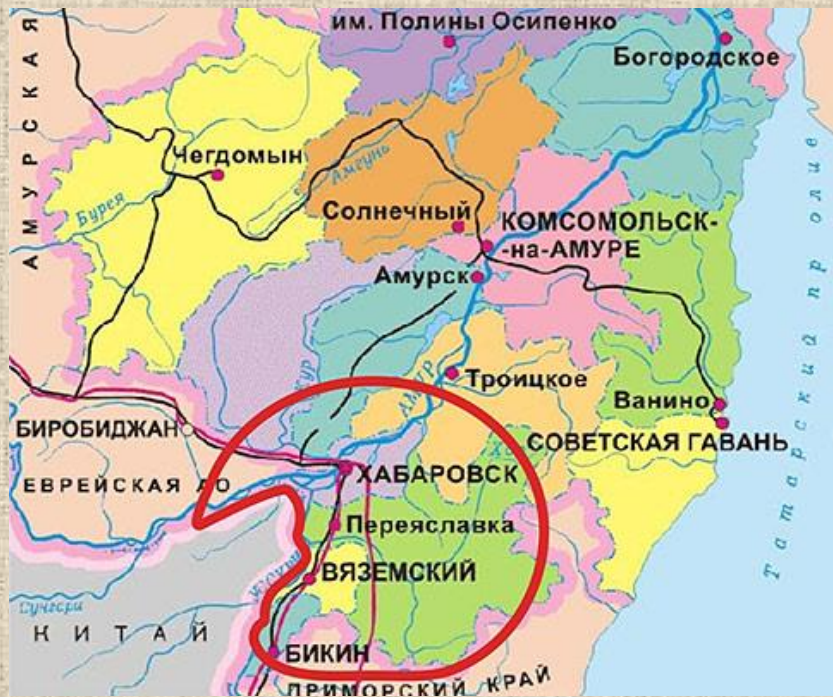 АМУРСКАЯ
им. Полины Осипенко
Богородское
Чегдомын
Амгунь
Бурея
Солнечный
КОМСОМОЛЬСК-
-на-АМУРЕ
Амурск
АМУР
Троицкое
Ванино
СОВЕТСКАЯ ГАВАНЬ
Татарский пролив
БИРОБИДЖАН
ЕВРЕЙСКАЯ АО
ХАБАРОВСК
Переяславка
ВЯЗЕМСКИЙ
Сунгари
КИТАЙ
БИКИН
ПРИМОРСКИЙ КРАЙ